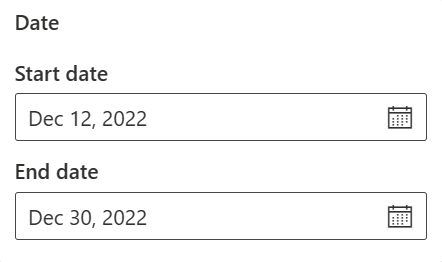 Date
Start date
Dec 12, 2022
End date
Dec 30, 2022